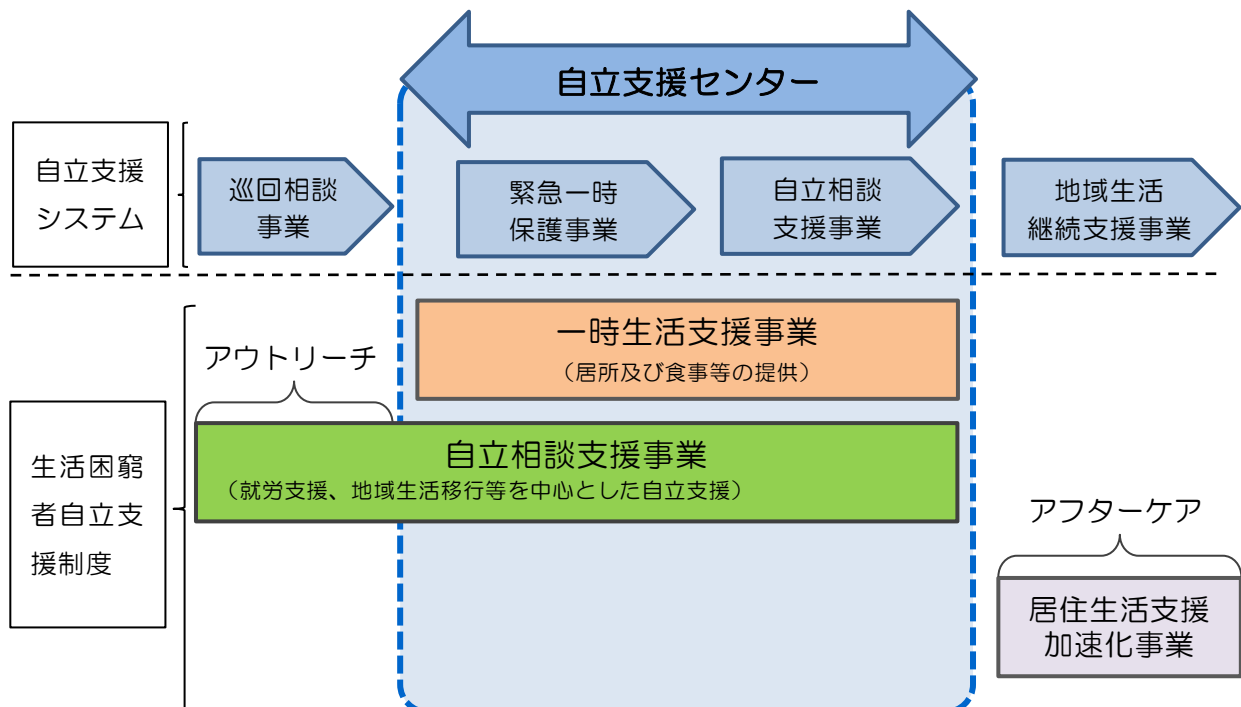 自立支援センター
自立支援
システム
巡回相談
事業
緊急一時
保護事業
自立相談
支援事業
地域生活
継続支援事業
一時生活支援事業
（居所及び食事等の提供）
アウトリーチ
自立相談支援事業
（就労支援、地域生活移行等を中心とした自立支援）
生活困窮
者自立支
援制度
アフターケア
居住生活支援
加速化事業